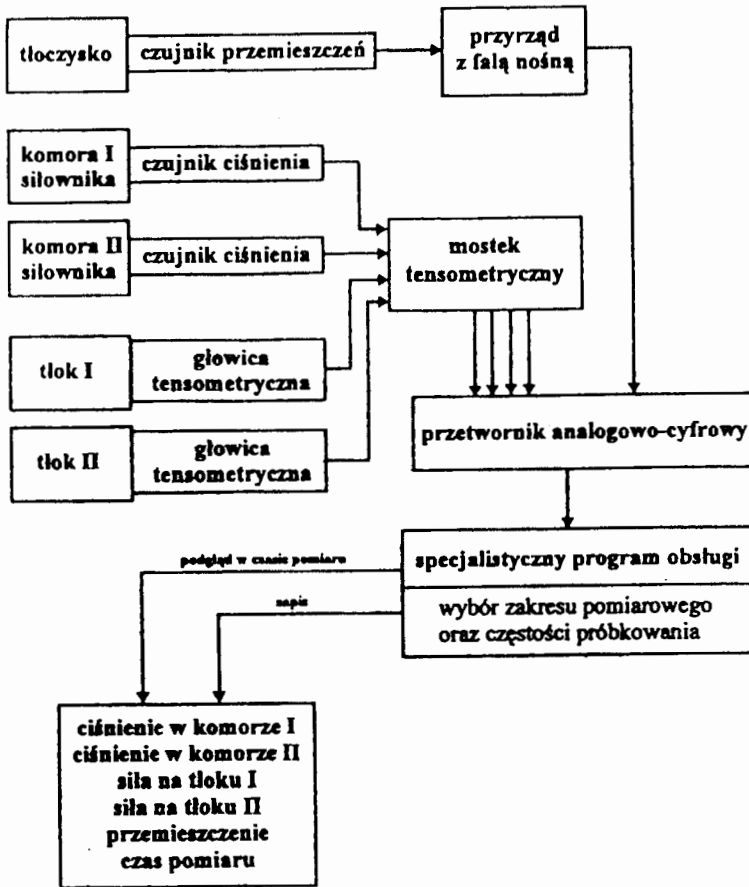 tłoczysko
czujnik przemieszczeń
przyrząd
z falą nośną
komora I
siłownika
czujnik ciśnienia
komora II
siłownika
czujnik ciśnienia
mostek
tensometryczny
tłok I
głowica
tensometryczna
tłok II
głowica
tensometryczna
przetwornik analogowo-cyfrowy
podgląd w czasie pomiaru
specjalistyczny program obsługi
zapis
wybór zakresu pomiarowego
oraz częstości próbkowania
ciśnienie w komorze I
ciśnienie w komorze II
siła na tłoku I
siła na tłoku II
przemieszczenie
czas pomiaru